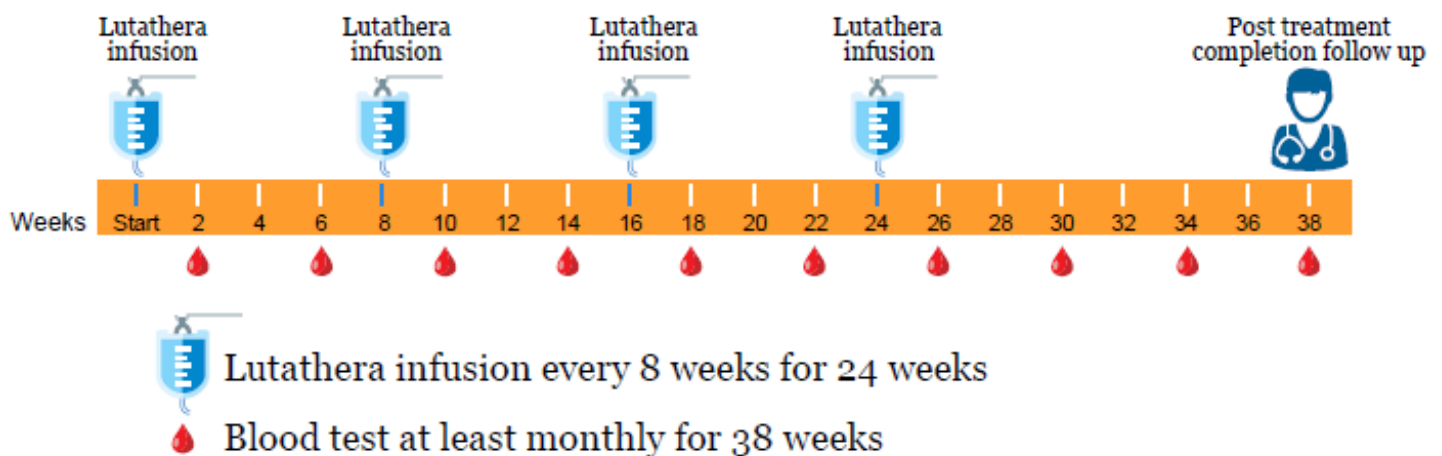 Lutathera infusion
Lutathera infusion
Lutathera infusion
Lutathera infusion
Post treatment completion follow up
Weeks Start 2 4 6 8 10 12 14 16 18 20 22 24 26 28 30 32 34 36 38
Lutathera infusion every 8 weeks for 24 weeks
Blood test at least monthly for 38 weeks